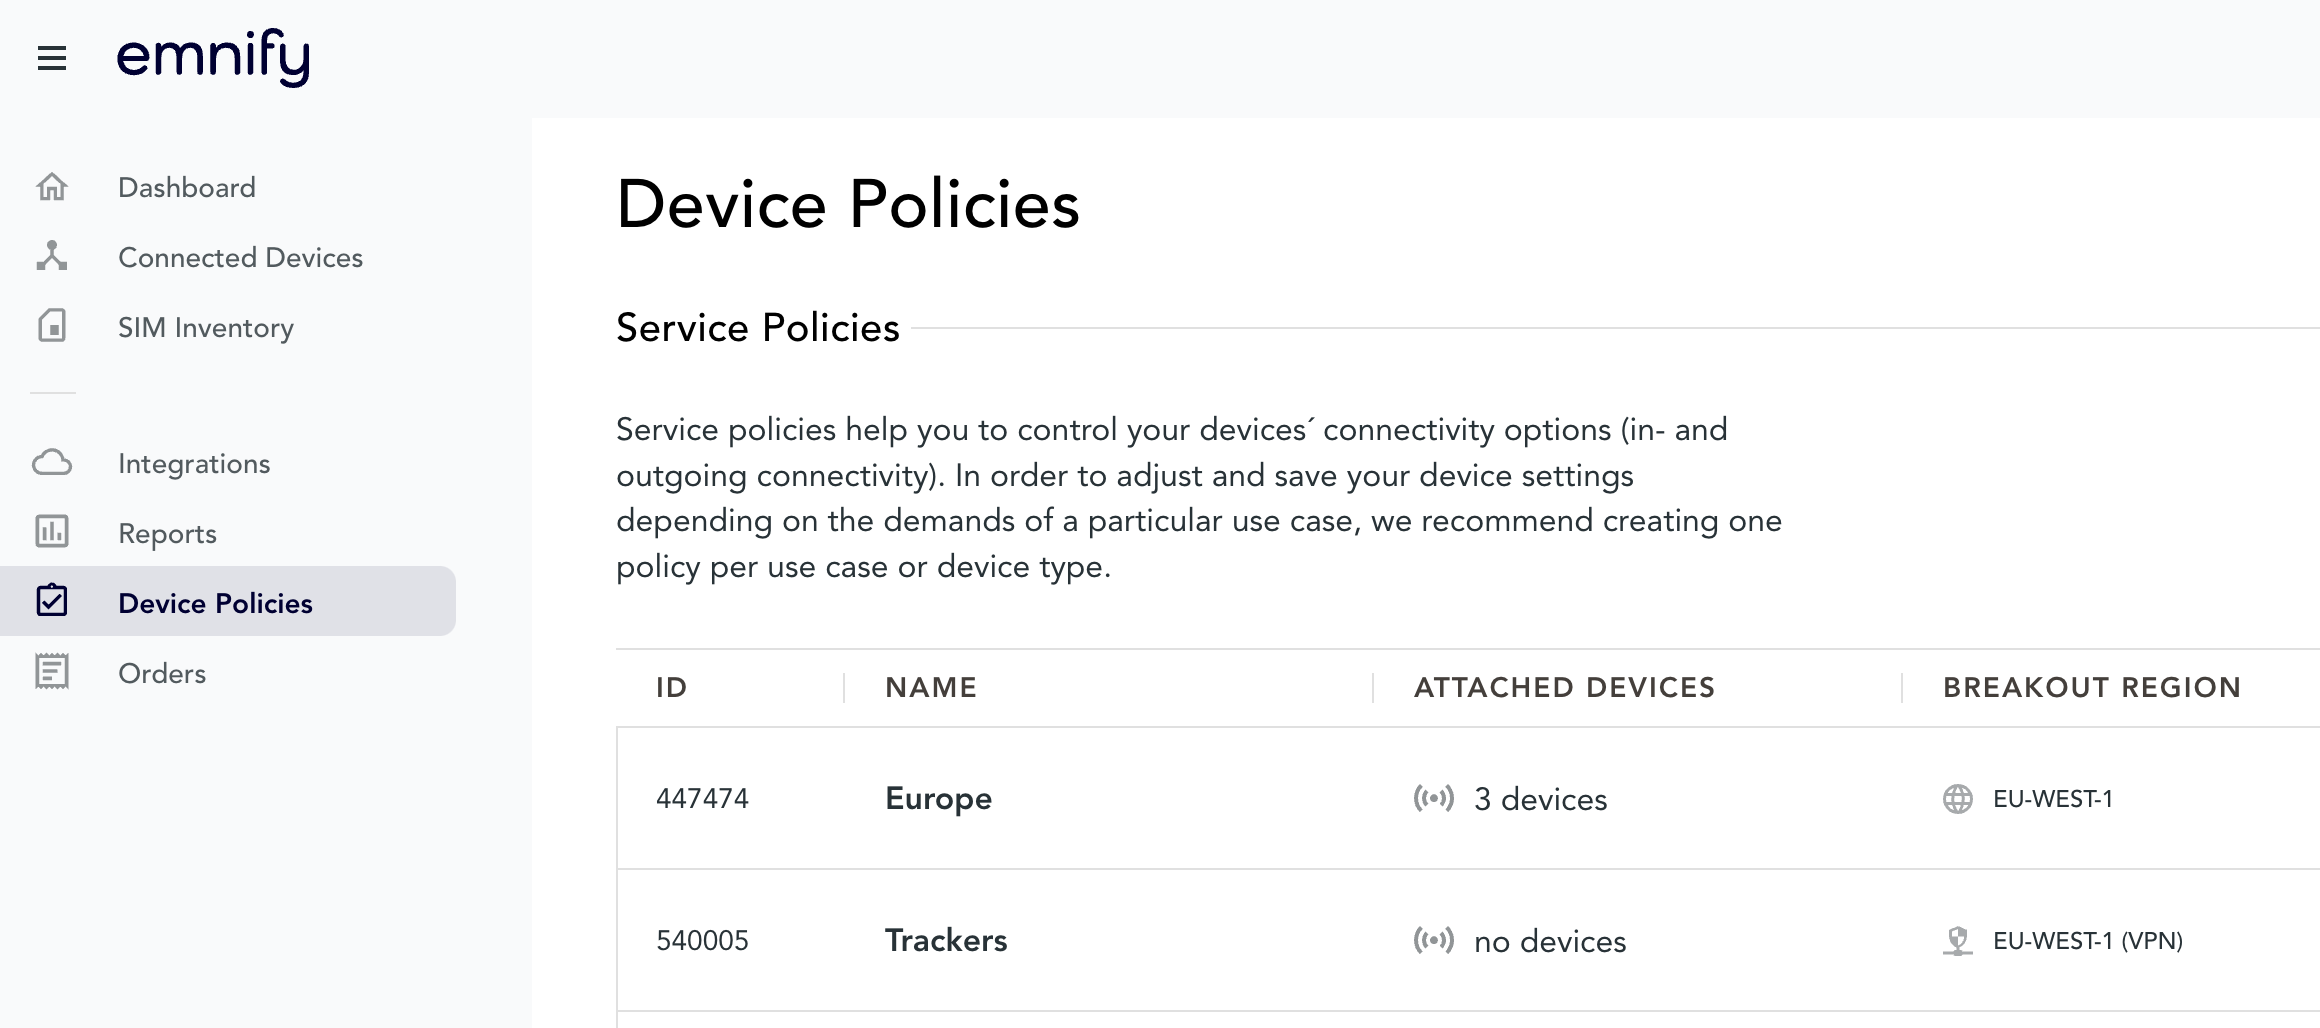 emnify
Dashboard
Connected Devices
SIM Inventory
Integrations
Reports
Device Policies
Orders
Device Policies
Service Policies
Service policies help you to control your devices´ connectivity options (in- and
outgoing connectivity). In order to adjust and save your device settings
depending on the demands of a particular use case, we recommend creating one
policy per use case or device type.
ID NAME ATTACHED DEVICES BREAKOUT REGION
447474 Europe 3 devices EU-WEST-1
540005 Trackers no devices EU-WEST-1 (VPN)